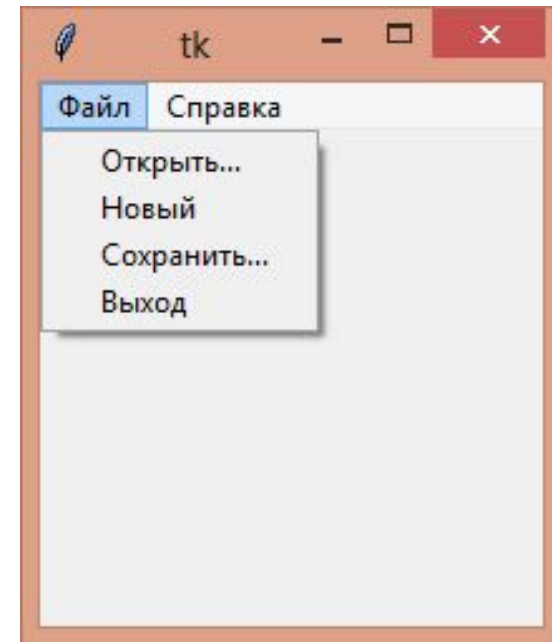 tk
Файл Справка
Открыть...
Новый
Сохранить...
Выход